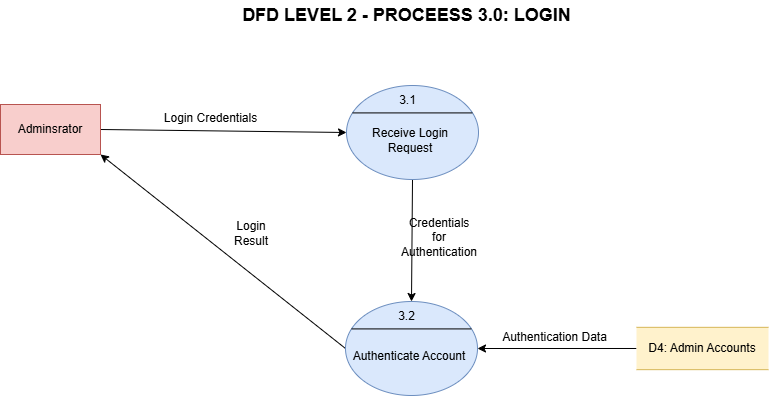 DFD LEVEL 2 - PROCEESS 3.0: LOGIN
3.1
Login Credentials
Adminsrator
Receive Login
Request
Login
Result
Credentials
for
Authentication
3.2
Authentication Data
Authenticate Account
D4: Admin Accounts